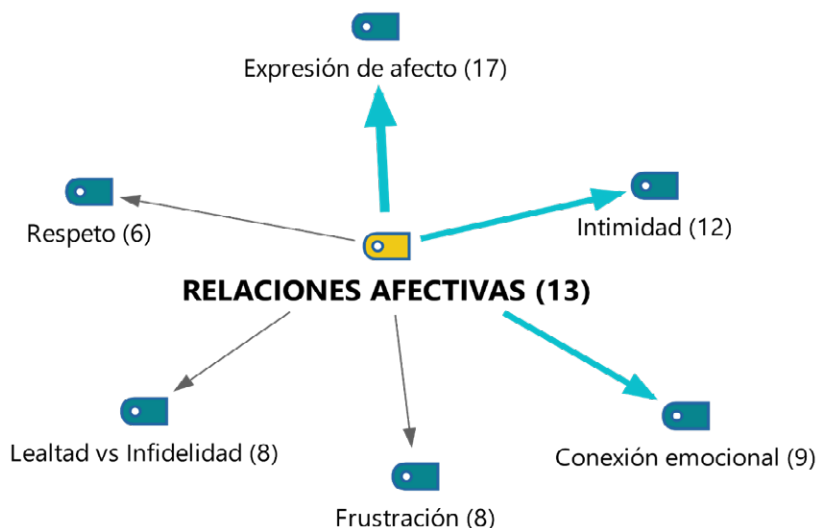 Expresión de afecto (17)
Respeto (6)
Intimidad (12)
RELACIONES AFECTIVAS (13)
Lealtad vs Infidelidad (8)
Conexión emocional (9)
Frustración (8)